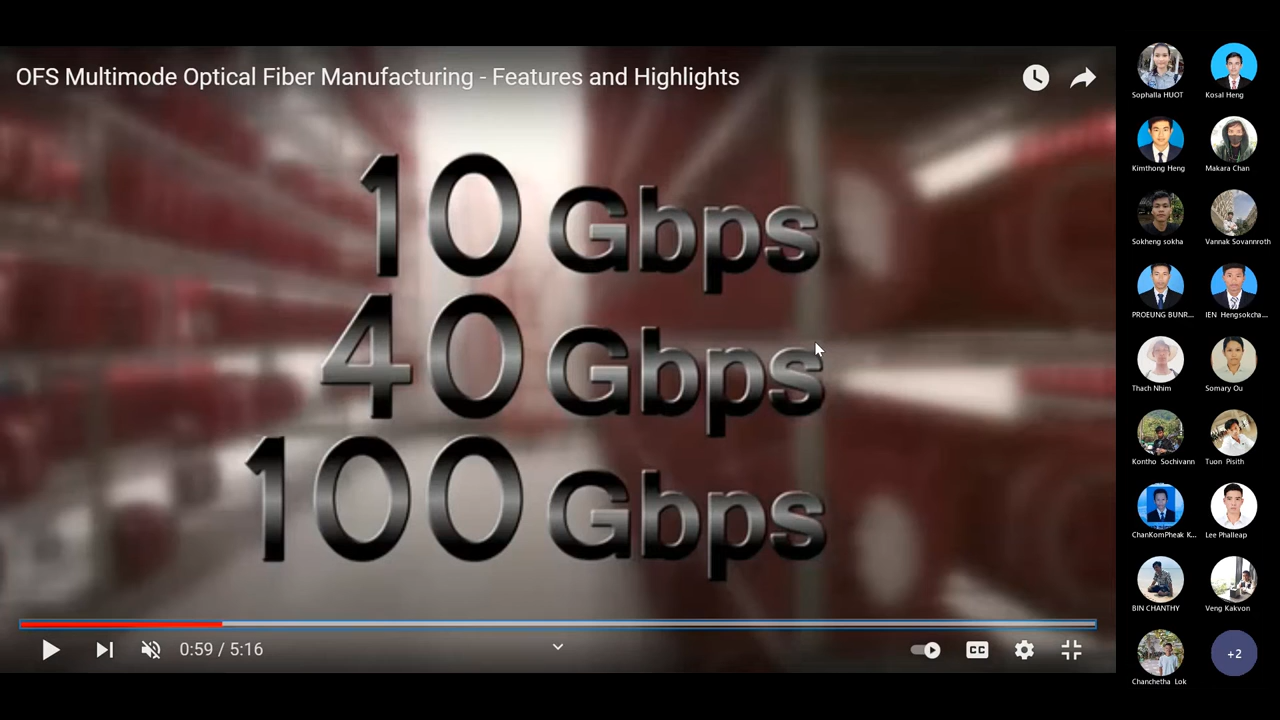 OFS Multimode Optical Fiber Manufacturing - Features and Highlights
10 Gbps
40 Gbps
100 Gbps
0:59 / 5:16
CC
Sophalla HUOT
Kosal Heng
Kimthong Heng
Makara Chan
Sokheng sokha
Vannak Sovannroth
PROEUNG BUNR...
IEN Hengsokcha...
Thach Nhim
Somary Ou
Kontho Sochivann
Tuon Pisith
ChanKomPheak K...
Lee Phalleap
BIN CHANTHY
Veng Kakvon
Chanchetha Lok
+2